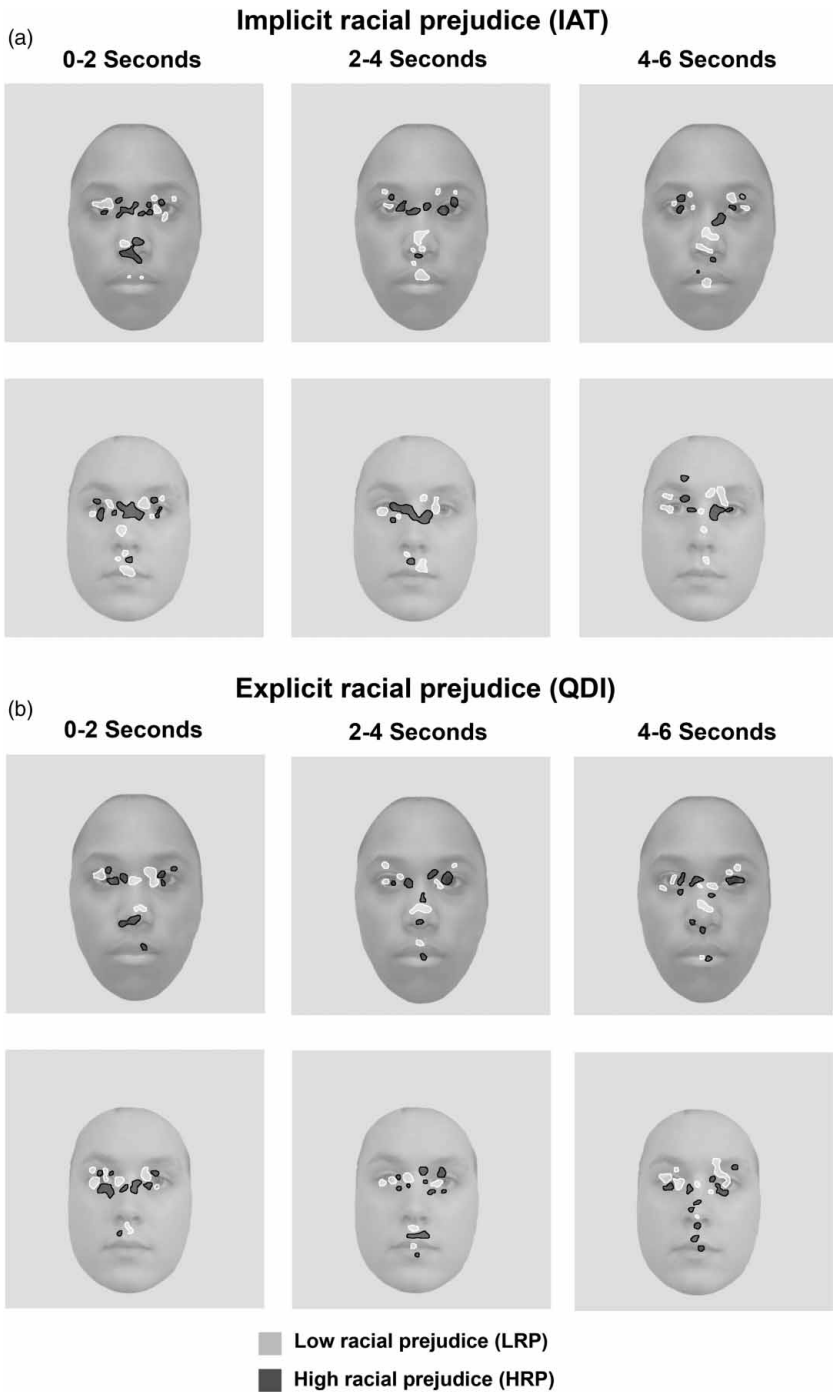 Implicit racial prejudice (IAT)
(a)
0-2 Seconds 2-4 Seconds 4-6 Seconds
Explicit racial prejudice (QDI)
(b)
0-2 Seconds 2-4 Seconds 4-6 Seconds
Low racial prejudice (LRP)
High racial prejudice (HRP)